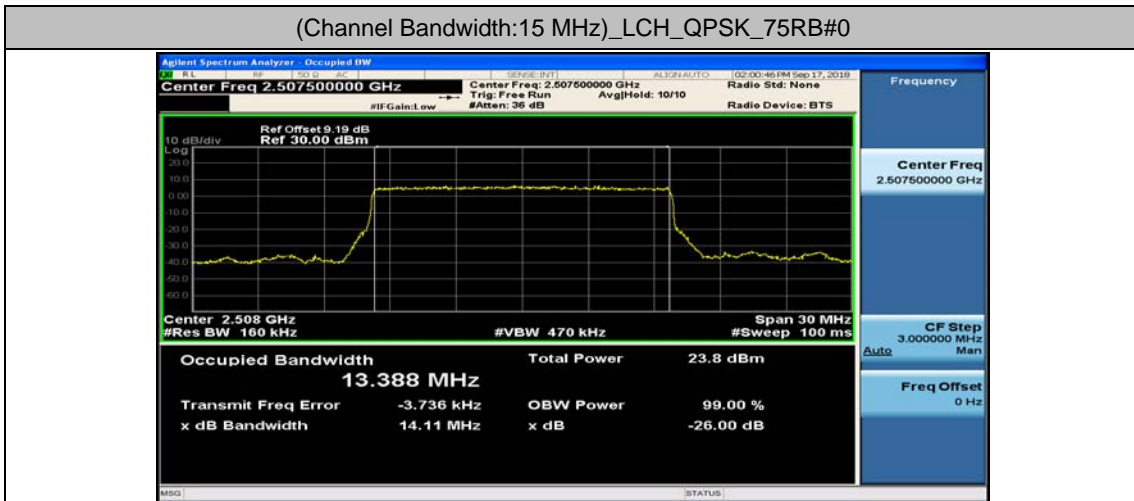 (Channel Bandwidth:15 MHz)_LCH_QPSK_75RB#0
Agilent Spectrum Analyzer - Occupied BW
LXI RL RF 50 Ω AC SENSE:INT ALIGNAUTO 02:00:46 PM Sep 17, 2018
Center Freq 2.507500000 GHz
Center Freq: 2.507500000 GHz
Radio Std: None
Trig: Free Run Avg|Hold: 10/10
#IFGain:Low #Atten: 36 dB Radio Device: BTS
Frequency
Ref Offset 9.19 dB
10 dB/div Ref 30.00 dBm
Log
20.0
10.0
0.00
-10.0
-20.0
-30.0
-40.0
-50.0
-60.0
Center 2.508 GHz Span 30 MHz
#Res BW 160 kHz #VBW 470 kHz #Sweep 100 ms
Center Freq
2.507500000 GHz
CF Step
3.000000 MHz
Auto Man
Freq Offset
0 Hz
Occupied Bandwidth Total Power 23.8 dBm
13.388 MHz
Transmit Freq Error -3.736 kHz OBW Power 99.00 %
x dB Bandwidth 14.11 MHz x dB -26.00 dB
MSG STATUS